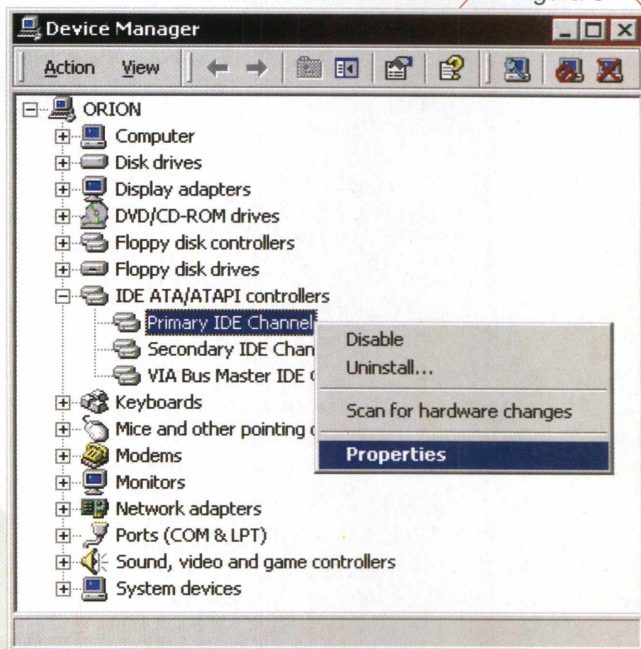 Device Manager
Action View
ORION
Computer
Disk drives
Display adapters
DVD/CD-ROM drives
Floppy disk controllers
Floppy disk drives
IDE ATA/ATAPI controllers
Primary IDE Channel
Secondary IDE Chan
VIA Bus Master IDE
Keyboards
Mice and other pointing
Modems
Monitors
Network adapters
Ports (COM & LPT)
Sound, video and game controllers
System devices
Disable
Uninstall...
Scan for hardware changes
Properties